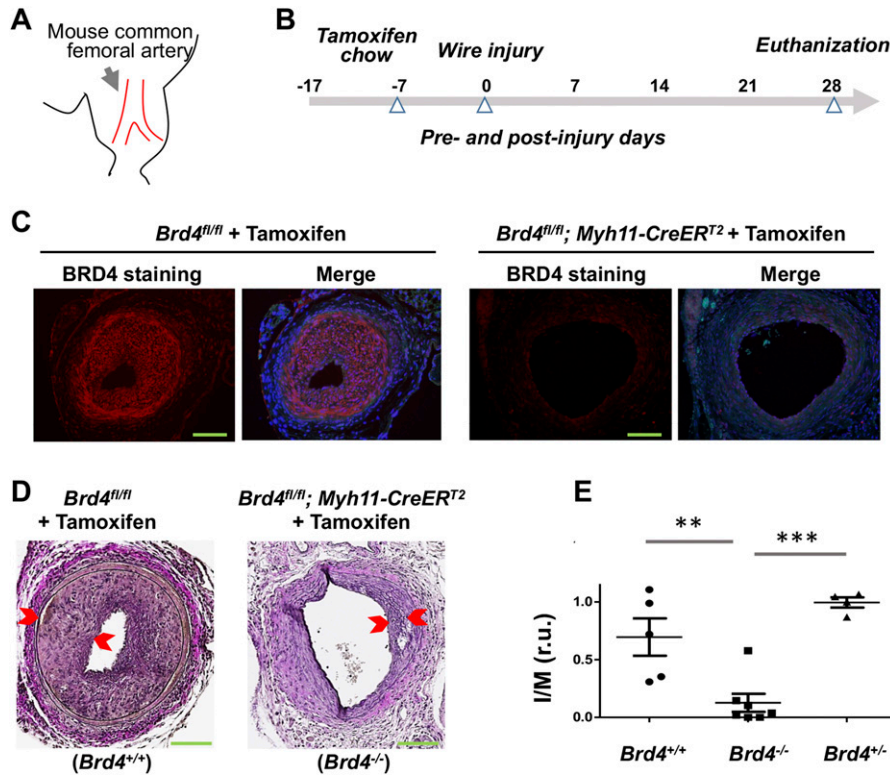 A
Mouse common
femoral artery
B
Tamoxifen
chow
Wire injury
Euthanization
-17 -7 0 7 14 21 28
Pre- and post-injury days
C
Brd4fl/fl + Tamoxifen
Brd4fl/fl; Myh11-CreERT2 + Tamoxifen
BRD4 staining
Merge
BRD4 staining
Merge
D
Brd4fl/fl
+ Tamoxifen
Brd4fl/fl; Myh11-CreERT2
+ Tamoxifen
(Brd4+/+)
(Brd4-/-)
E
** ***
I/M (r.u.)
1.0
0.5
0.0
Brd4+/+ Brd4-/- Brd4+/-